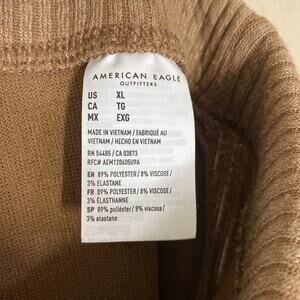 AMERICAN EAGLE
OUTFITTERS
US XL
CA TG
MX EXG
MADE IN VIETNAM / FABRIQUÉ AU
VIETNAM / HECHO EN VIETNAM
RN 54485 / CA 03873
RFC# AEM120605U9A
EN 89% POLYESTER / 8% VISCOSE /
3% ELASTANE
FR 89% POLYESTER / 8% VISCOSE /
3% ÉLASTHANNE
SP 89% poliéster / 8% viscosa /
3% elastano